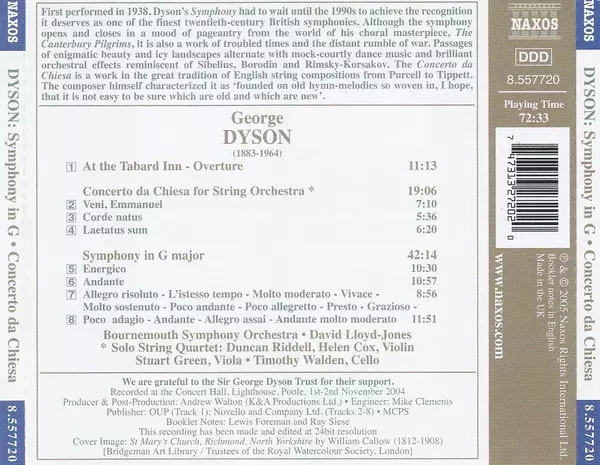 First performed in 1938. Dyson's Symphony had to wait until the 1990s to achieve the recognition
it deserves as one of the finest twentieth-century British symphonies. Although the symphony
opens and closes in a mood of pageantry from the world of his choral masterpiece, The
Canterbury Pilgrims, it is also a work of troubled times and the distant rumble of war. Passages
of enigmatic beauty and icy landscapes alternate with mock-courtly dance music and brilliant
orchestral effects reminiscent of Sibelius, Borodin and Rimsky-Korsakov. The Concerto da
Chiesa is a work in the great tradition of English string compositions from Purcell to Tippett.
The composer himself characterized it as 'founded on old hymn-melodies so woven in, I hope,
that it is not easy to be sure which are old and which are new'.
George
DYSON
(1883-1964)
1 At the Tabard Inn - Overture 11:13
Concerto da Chiesa for String Orchestra * 19:06
2 Veni, Emmanuel 7:10
3 Corde natus 5:36
4 Laetatus sum 6:20
Symphony in G major 42:14
5 Energico 10:30
6 Andante 10:57
7 Allegro risoluto - L'istesso tempo - Molto moderato - Vivace - 8:56
Molto sostenuto - Poco andante - Poco allegretto - Presto - Grazioso -
8 Poco adagio - Andante - Allegro assai - Andante molto moderato 11:51
Bournemouth Symphony Orchestra • David Lloyd-Jones
* Solo String Quartet: Duncan Riddell, Helen Cox, Violin
Stuart Green, Viola • Timothy Walden, Cello
We are grateful to the Sir George Dyson Trust for their support.
Recorded at the Concert Hall, Lighthouse, Poole, 1st-2nd November 2004
Producer & Post-Production: Andrew Walton (K&A Productions Ltd.) • Engineer: Mike Clements
Publisher: OUP (Track 1); Novello and Company Ltd. (Tracks 2-8) • MCPS
Booklet Notes: Lewis Foreman and Ray Siese
This recording has been made and edited at 24bit resolution
Cover Image: St Mary's Church, Richmond, North Yorkshire by William Callow (1812-1908)
[Bridgeman Art Library / Trustees of the Royal Watercolour Society, London]
NAXOS
DYSON: Symphony in G • Concerto da Chiesa
8.557720
NAXOS
DDD
8.557720
Playing Time
72:33
7 47313 27202 0
www.naxos.com
℗ & © 2005 Naxos Rights International Ltd.
Booklet notes in English
Made in the UK
NAXOS
DYSON: Symphony in G • Concerto da Chiesa
8.557720